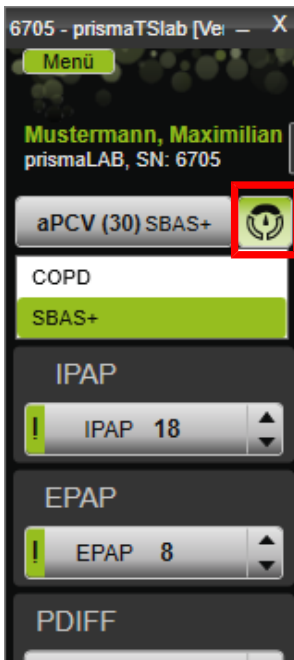 6705 - prismaTSlab [Ve
Menü
Mustermann, Maximilian
prismaLAB, SN: 6705
aPCV (30) SBAS+
COPD
SBAS+
IPAP
! IPAP 18
EPAP
! EPAP 8
PDIFF